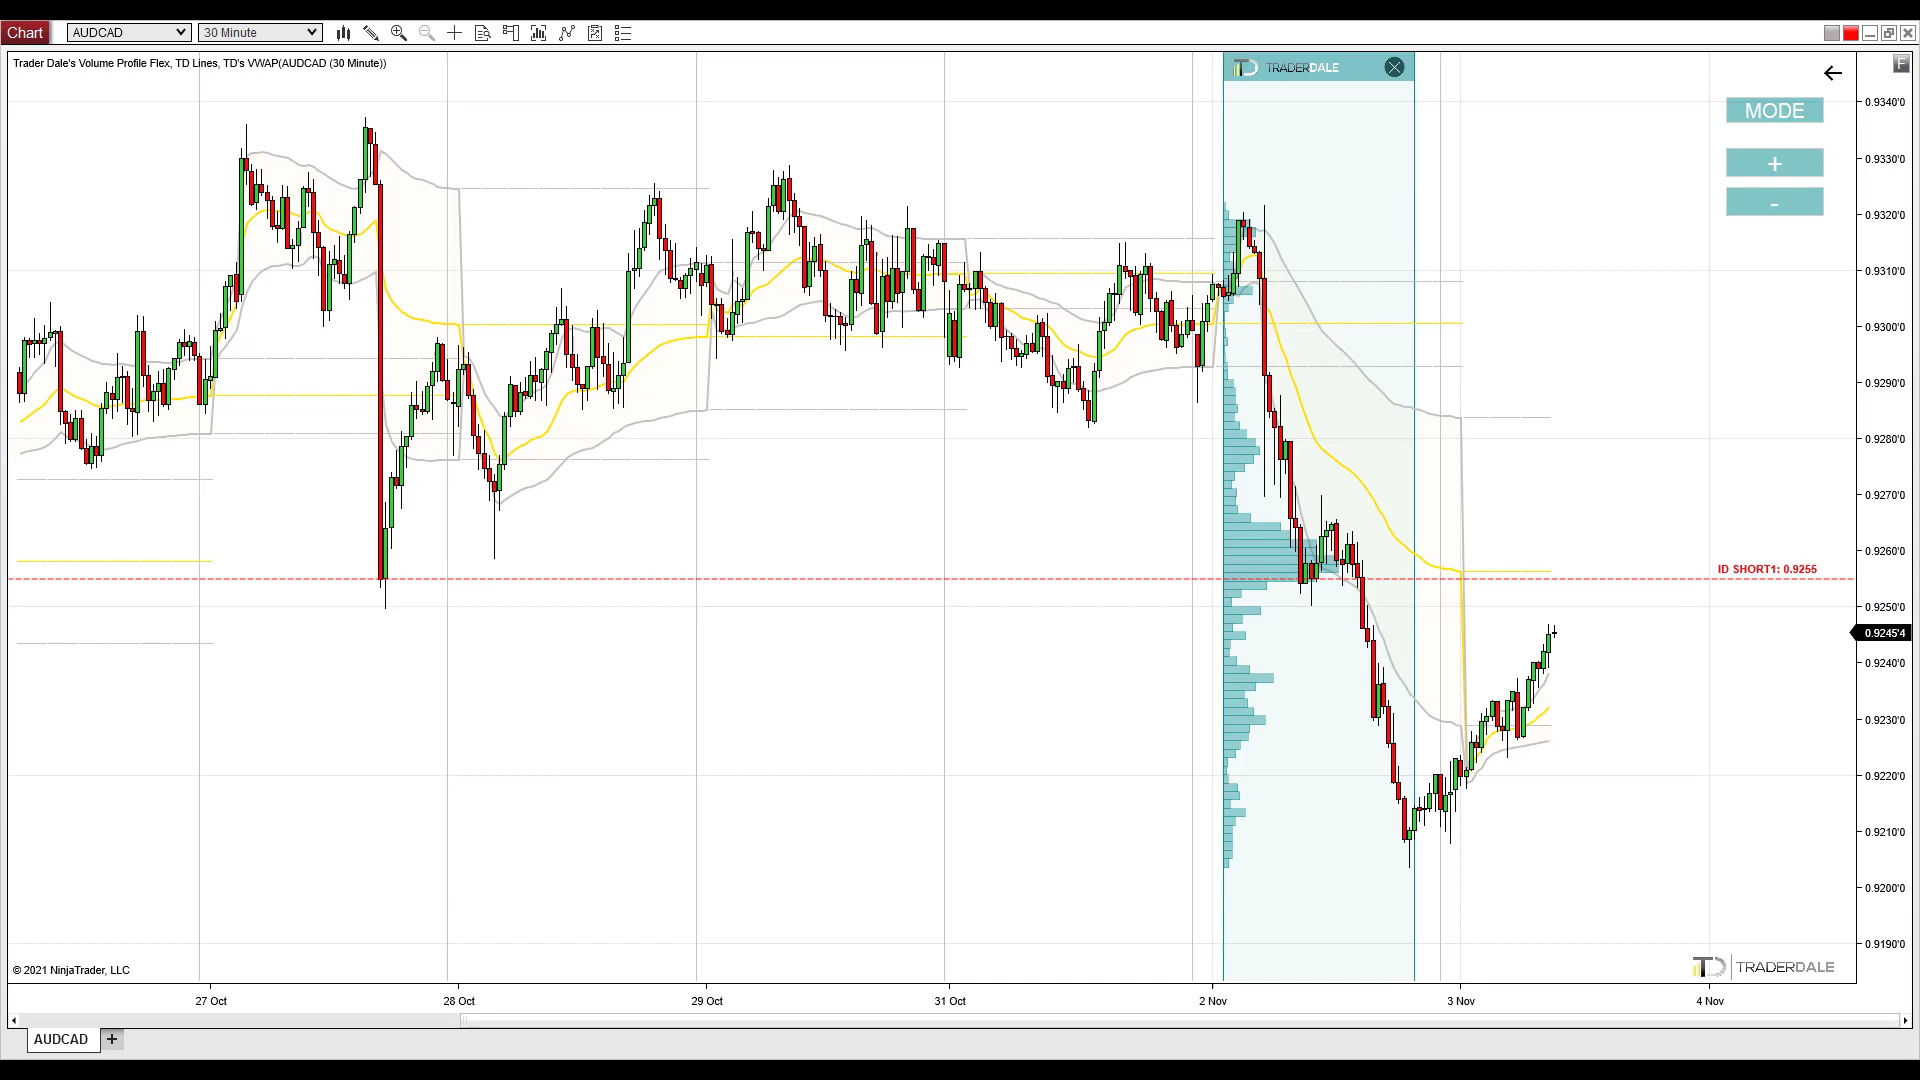 Chart
AUDCAD
30 Minute
Trader Dale's Volume Profile Flex, TD Lines, TD's VWAP(AUDCAD (30 Minute))
TRADERDALE
F
MODE
+
-
0.9340'0
0.9330'0
0.9320'0
0.9310'0
0.9300'0
0.9290'0
0.9280'0
0.9270'0
0.9260'0
ID SHORT1: 0.9255
0.9250'0
0.9245'4
0.9240'0
0.9230'0
0.9220'0
0.9210'0
0.9200'0
0.9190'0
© 2021 NinjaTrader, LLC
TRADERDALE
27 Oct
28 Oct
29 Oct
31 Oct
2 Nov
3 Nov
4 Nov
AUDCAD
+